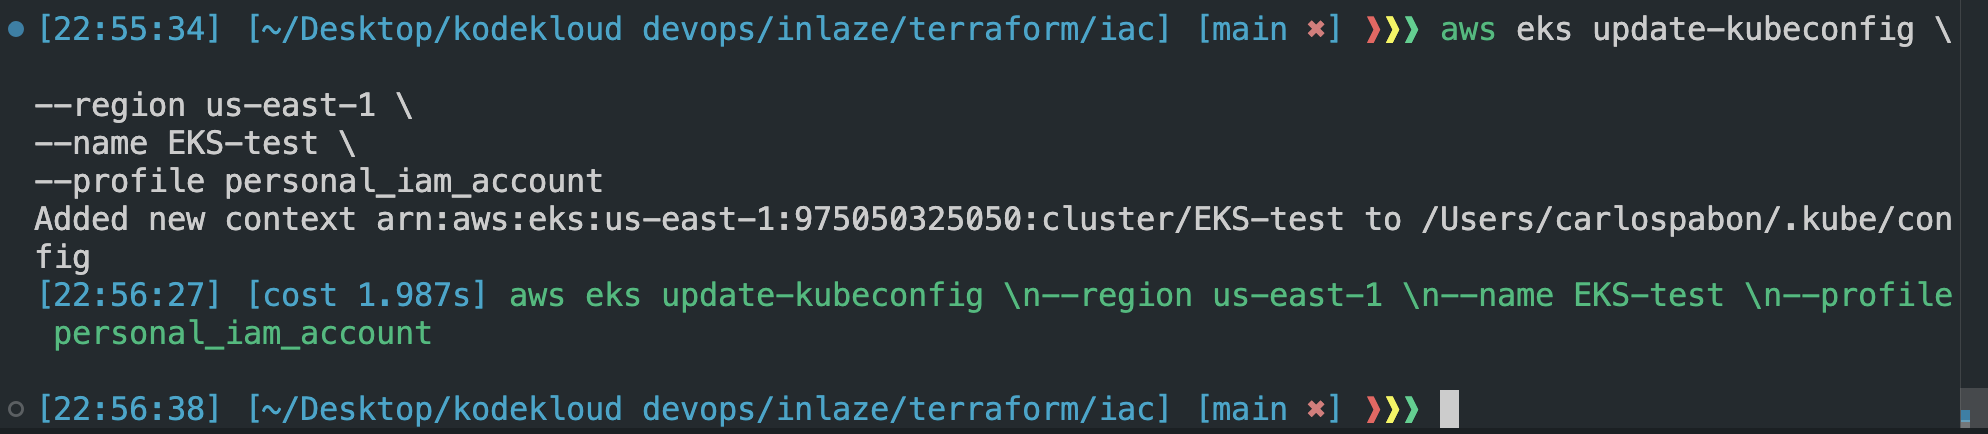 [22:55:34] [~/Desktop/kodekloud devops/inlaze/terraform/iac] [main ✖] ❯❯❯ aws eks update-kubeconfig \
--region us-east-1 \
--name EKS-test \
--profile personal_iam_account
Added new context arn:aws:eks:us-east-1:975050325050:cluster/EKS-test to /Users/carlospabon/.kube/con
fig
[22:56:27] [cost 1.987s] aws eks update-kubeconfig \n--region us-east-1 \n--name EKS-test \n--profile
personal_iam_account
[22:56:38] [~/Desktop/kodekloud devops/inlaze/terraform/iac] [main ✖] ❯❯❯